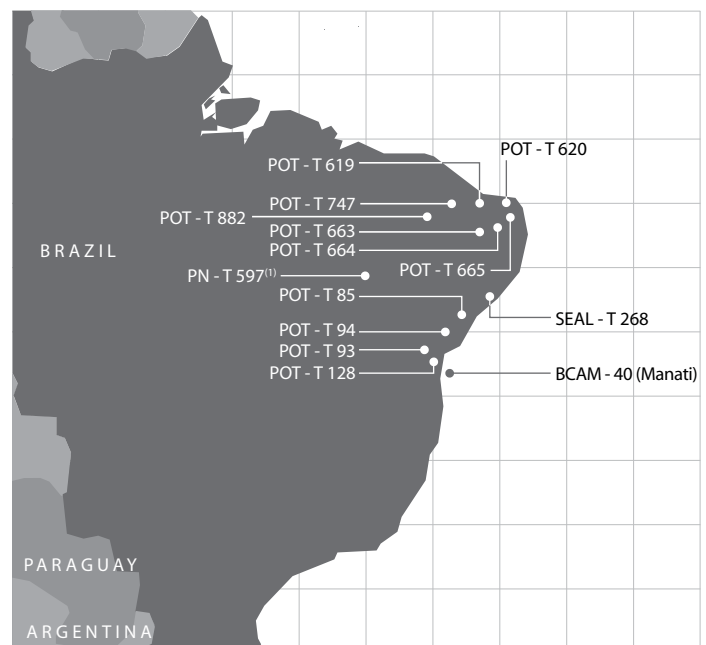 POT - T 620
POT - T 619
POT - T 747
POT - T 882
POT - T 663
POT - T 664
BRAZIL
POT - T 665
PN - T 597(1)
POT - T 85
SEAL - T 268
POT - T 94
POT - T 93
POT - T 128
BCAM - 40 (Manati)
PARAGUAY
ARGENTINA